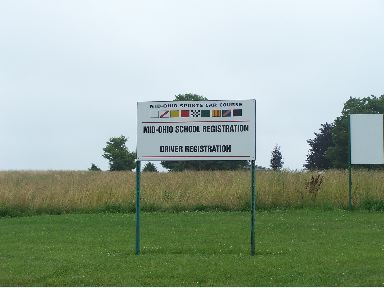 MID-OHIO SPORTS CAR COURSE
MID-OHIO SCHOOL REGISTRATION
DRIVER REGISTRATION